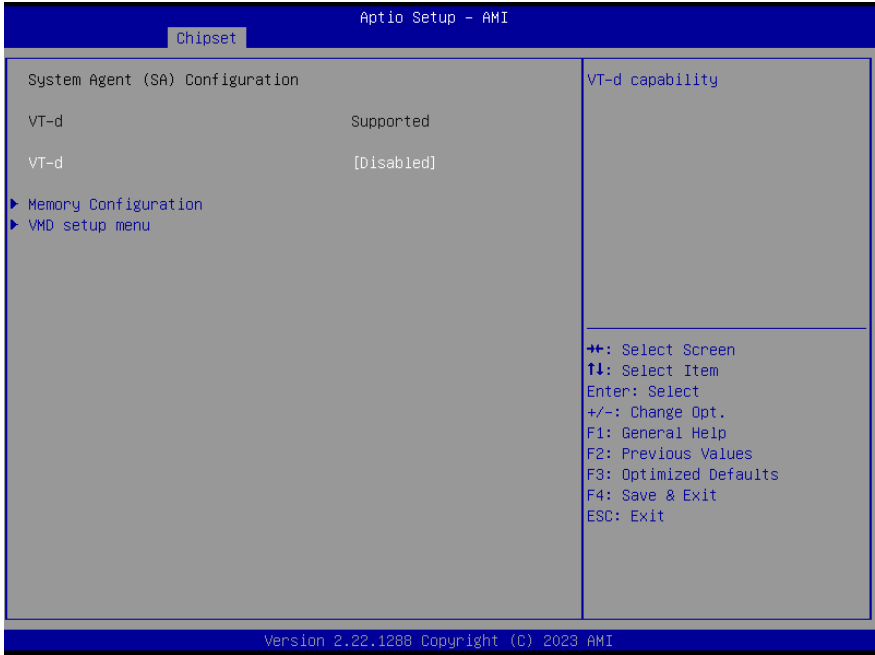 Aptio Setup – AMI
Chipset
System Agent (SA) Configuration
VT-d Supported
VT-d [Disabled]
Memory Configuration
VMD setup menu
VT-d capability
→←: Select Screen
↑↓: Select Item
Enter: Select
+/-: Change Opt.
F1: General Help
F2: Previous Values
F3: Optimized Defaults
F4: Save & Exit
ESC: Exit
Version 2.22.1288 Copyright (C) 2023 AMI